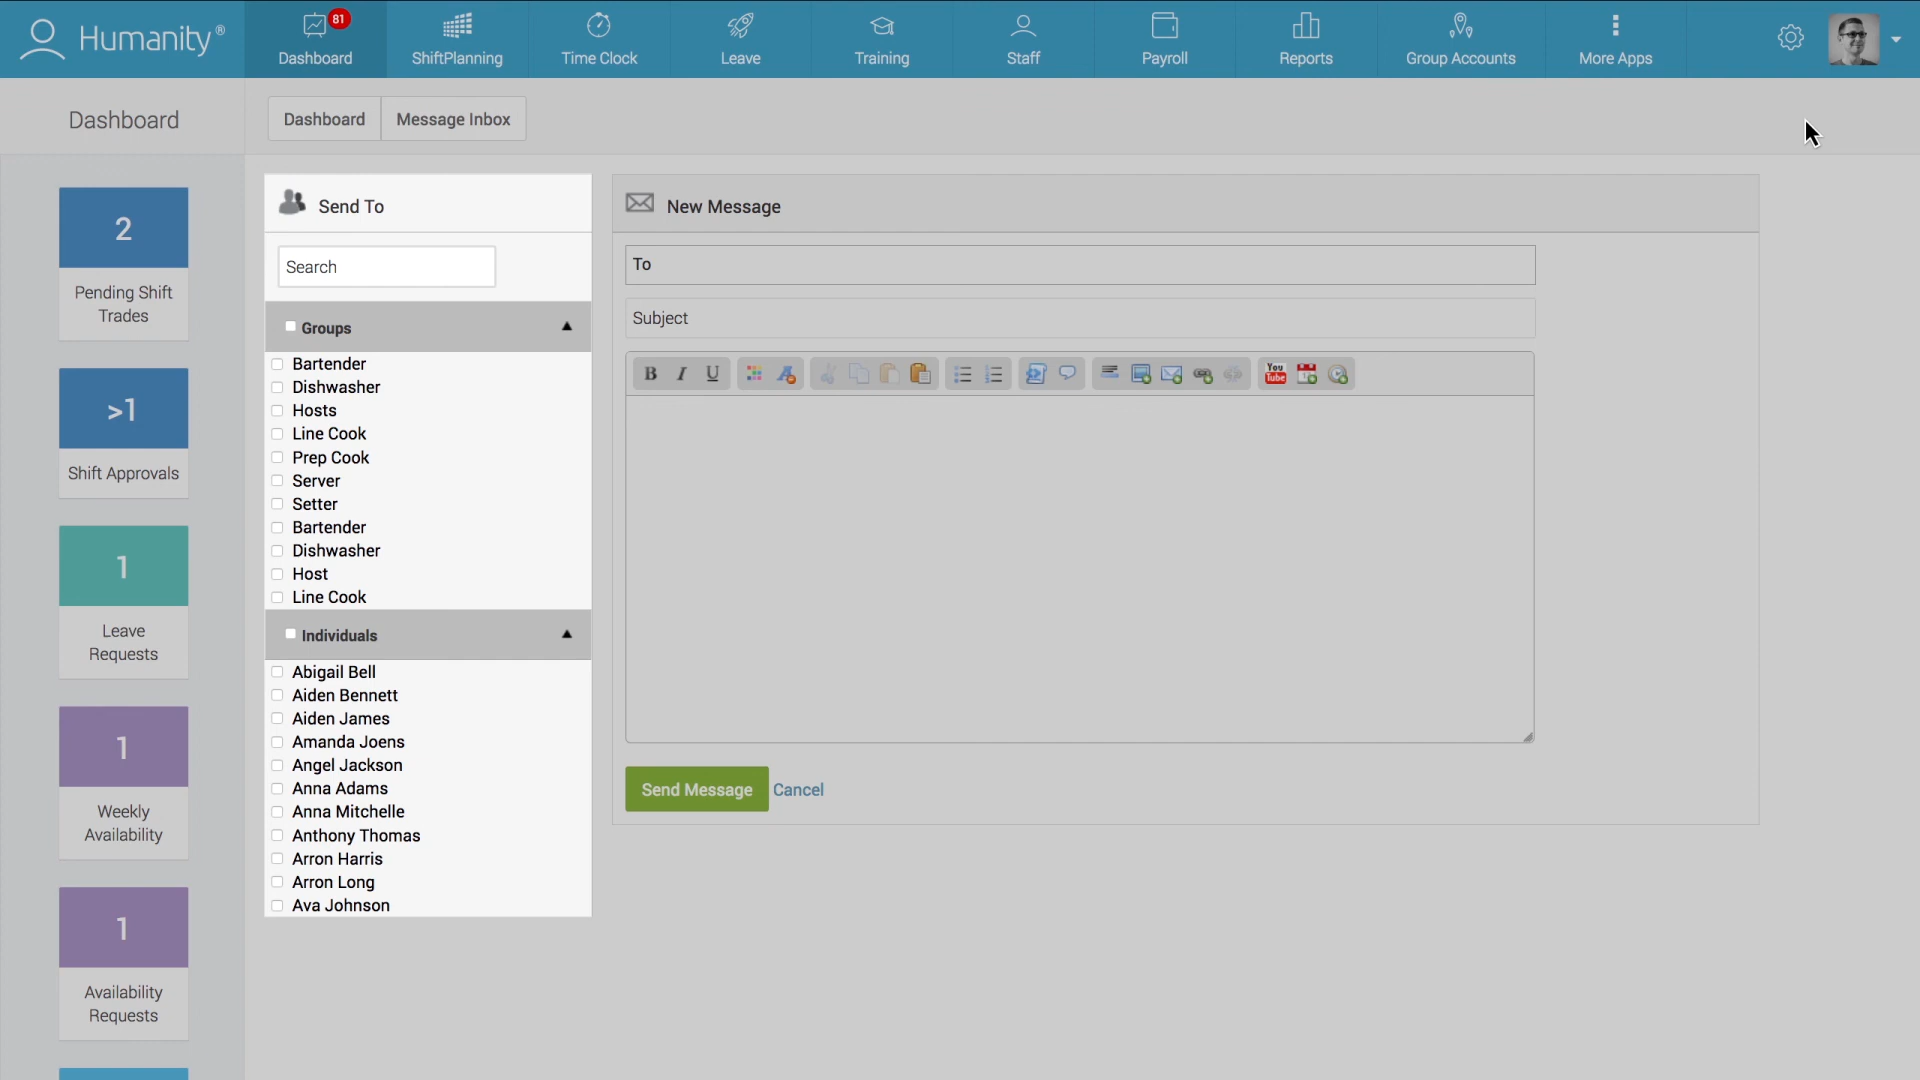 Humanity®
81
Dashboard
ShiftPlanning
Time Clock
Leave
Training
Staff
Payroll
Reports
Group Accounts
More Apps
Dashboard
Dashboard
Message Inbox
2
Pending Shift
Trades
>1
Shift Approvals
1
Leave
Requests
1
Weekly
Availability
1
Availability
Requests
Send To
Search
Groups
Bartender
Dishwasher
Hosts
Line Cook
Prep Cook
Server
Setter
Bartender
Dishwasher
Host
Line Cook
Individuals
Abigail Bell
Aiden Bennett
Aiden James
Amanda Joens
Angel Jackson
Anna Adams
Anna Mitchelle
Anthony Thomas
Arron Harris
Arron Long
Ava Johnson
New Message
To
Subject
B I U
You
Tube
Send Message
Cancel